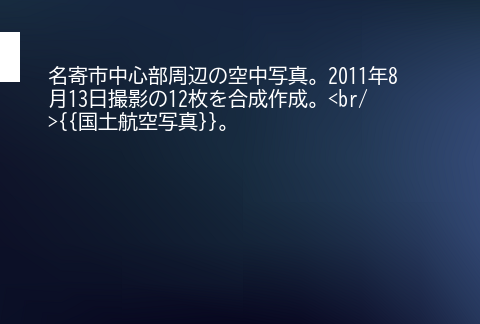 名寄市中心部周辺の空中写真。2011年8
月13日撮影の12枚を合成作成。<br/
>{{国土航空写真}}。